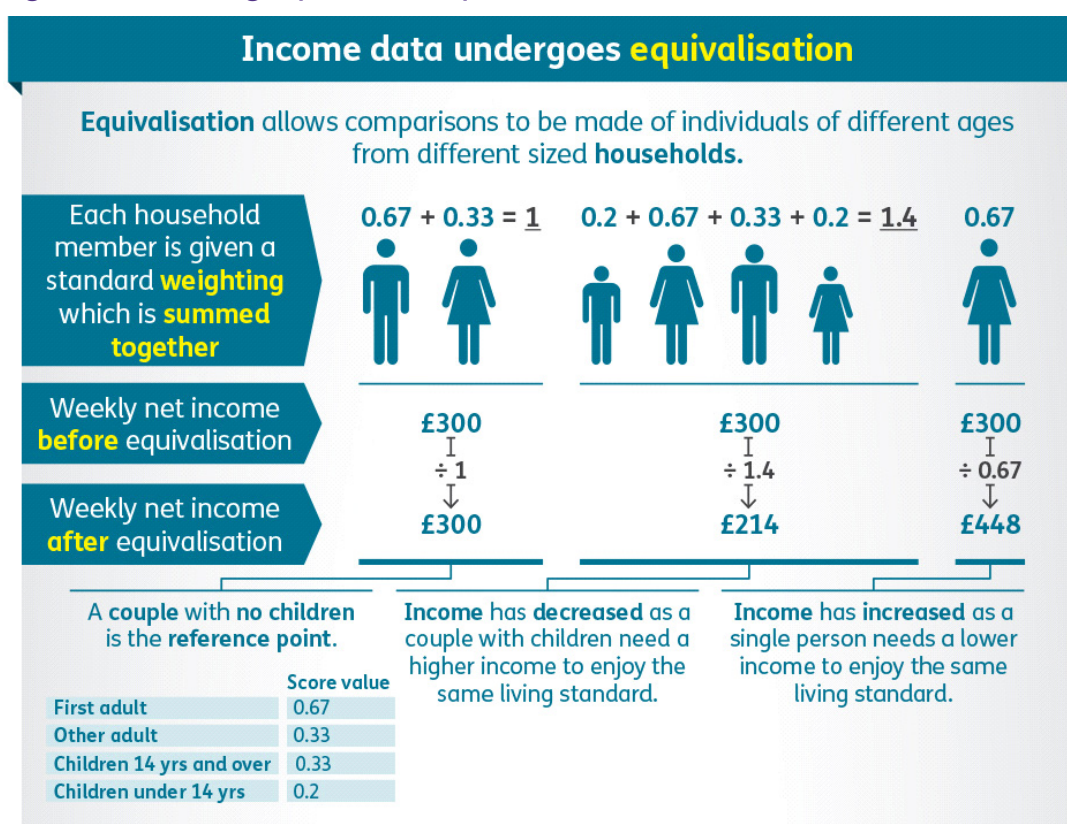 Income data undergoes equivalisation
Equivalisation allows comparisons to be made of individuals of different ages
from different sized households.
Each household
member is given a
standard weighting
which is summed
together
0.67 + 0.33 = 1
0.2 + 0.67 + 0.33 + 0.2 = 1.4
0.67
Weekly net income
before equivalisation
£300
£300
£300
÷ 1
÷ 1.4
÷ 0.67
Weekly net income
after equivalisation
£300
£214
£448
A couple with no children
is the reference point.
Income has decreased as a
couple with children need a
higher income to enjoy the
same living standard.
Income has increased as a
single person needs a lower
income to enjoy the same
living standard.
Score value
First adult 0.67
Other adult 0.33
Children 14 yrs and over 0.33
Children under 14 yrs 0.2